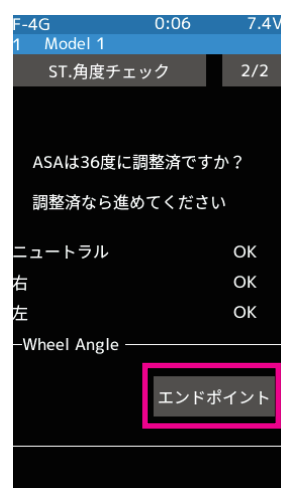 F-4G 0:06 7.4V
1 Model 1
ST.角度チェック 2/2
ASAは36度に調整済ですか？
調整済なら進めてください
ニュートラル OK
右 OK
左 OK
Wheel Angle
エンドポイント